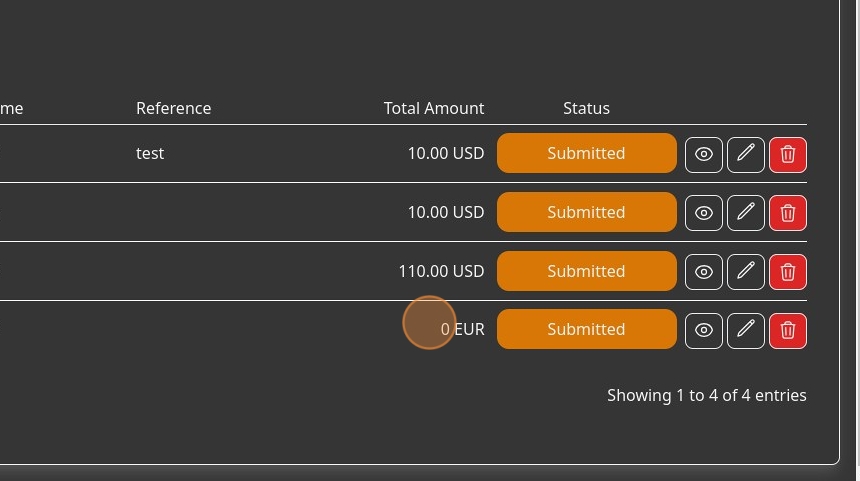 me Reference Total Amount Status
test 10.00 USD Submitted
10.00 USD Submitted
110.00 USD Submitted
0 EUR Submitted
Showing 1 to 4 of 4 entries